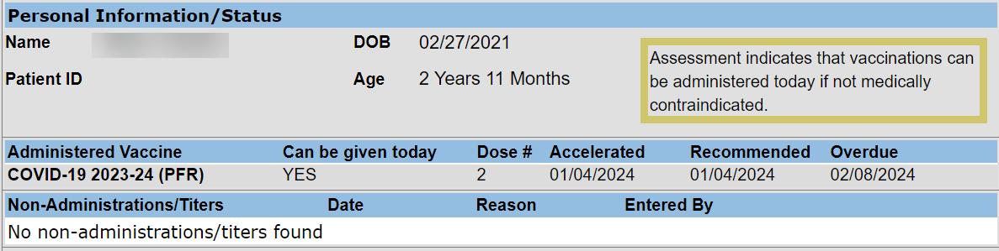 Personal Information/Status
Name DOB 02/27/2021
Patient ID Age 2 Years 11 Months
Assessment indicates that vaccinations can
be administered today if not medically
contraindicated.
Administered Vaccine Can be given today Dose # Accelerated Recommended Overdue
COVID-19 2023-24 (PFR) YES 2 01/04/2024 01/04/2024 02/08/2024
Non-Administrations/Titers Date Reason Entered By
No non-administrations/titers found